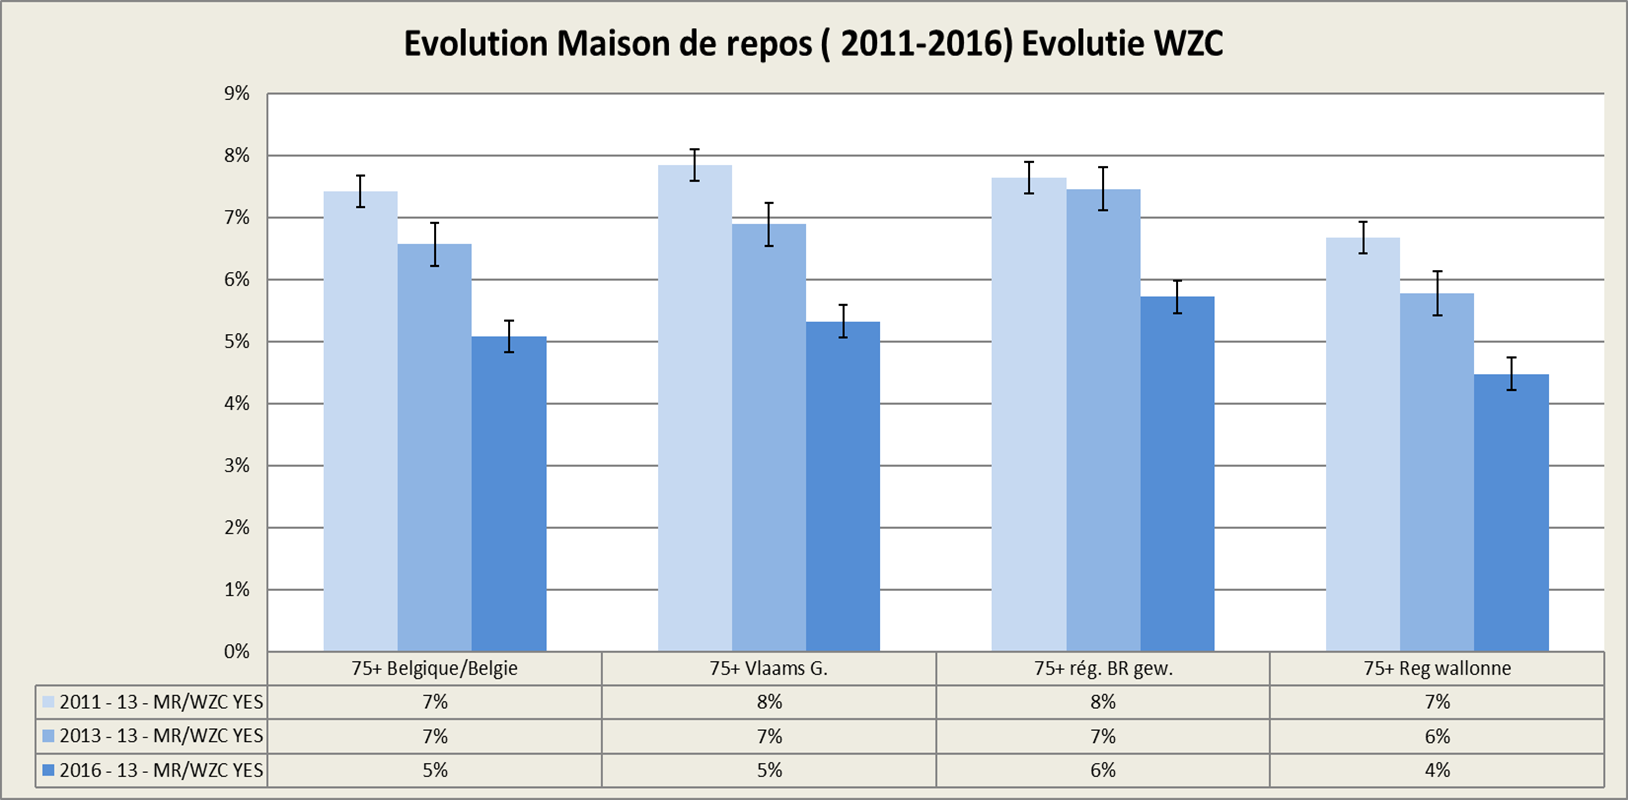 Evolution Maison de repos ( 2011-2016) Evolutie WZC
9%
8%
7%
6%
5%
4%
3%
2%
1%
0%
75+ Belgique/Belgie 75+ Vlaams G. 75+ rég. BR gew. 75+ Reg wallonne
2011 - 13 - MR/WZC YES 7% 8% 8% 7%
2013 - 13 - MR/WZC YES 7% 7% 7% 6%
2016 - 13 - MR/WZC YES 5% 5% 6% 4%